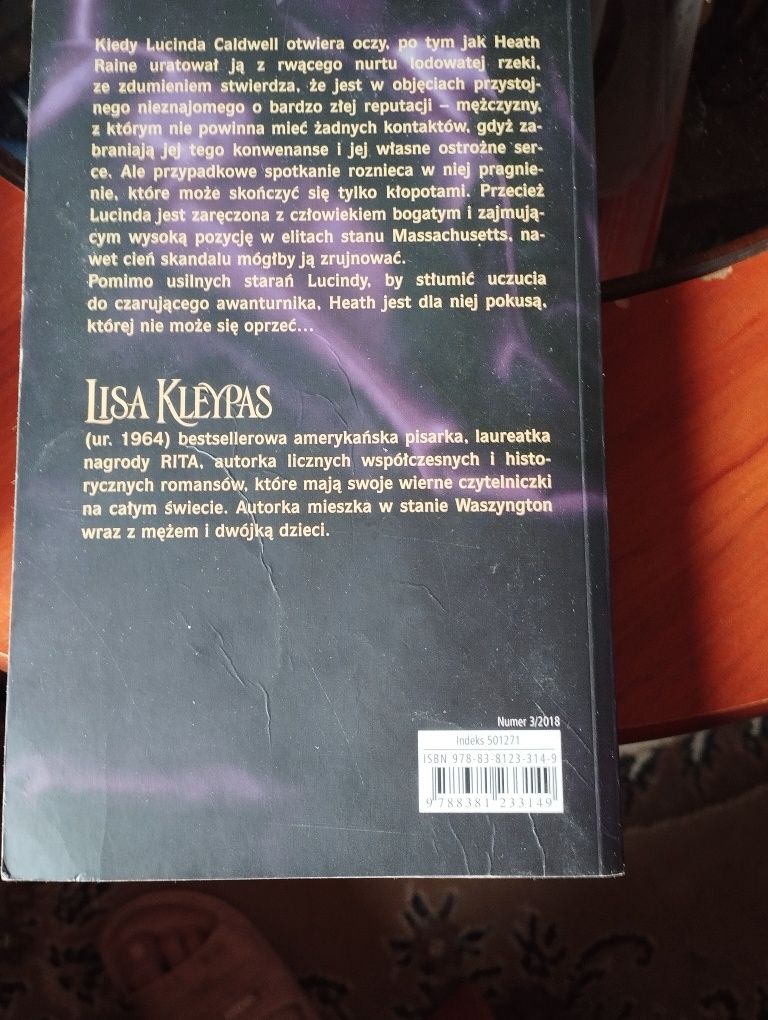 Kiedy Lucinda Caldwell otwiera oczy, po tym jak Heath
Raine uratował ją z rwącego nurtu lodowatej rzeki,
ze zdumieniem stwierdza, że jest w objęciach przystoj-
nego nieznajomego o bardzo złej reputacji – mężczyzny,
z którym nie powinna mieć żadnych kontaktów, gdyż za-
braniają jej tego konwenanse i jej własne ostrożne ser-
ce. Ale przypadkowe spotkanie roznieca w niej pragnie-
nie, które może skończyć się tylko kłopotami. Przecież
Lucinda jest zaręczona z człowiekiem bogatym i zajmują-
cym wysoką pozycję w elitach stanu Massachusetts, na-
wet cień skandalu mógłby ją zrujnować.
Pomimo usilnych starań Lucindy, by stłumić uczucia
do czarującego awanturnika, Heath jest dla niej pokusą,
której nie może się oprzeć...
LISA KLEYPAS
(ur. 1964) bestsellerowa amerykańska pisarka, laureatka
nagrody RITA, autorka licznych współczesnych i histo-
rycznych romansów, które mają swoje wierne czytelniczki
na całym świecie. Autorka mieszka w stanie Waszyngton
wraz z mężem i dwójką dzieci.
Numer 3/2018
Indeks 501271
ISBN 978-83-8123-314-9
9 788381 233149